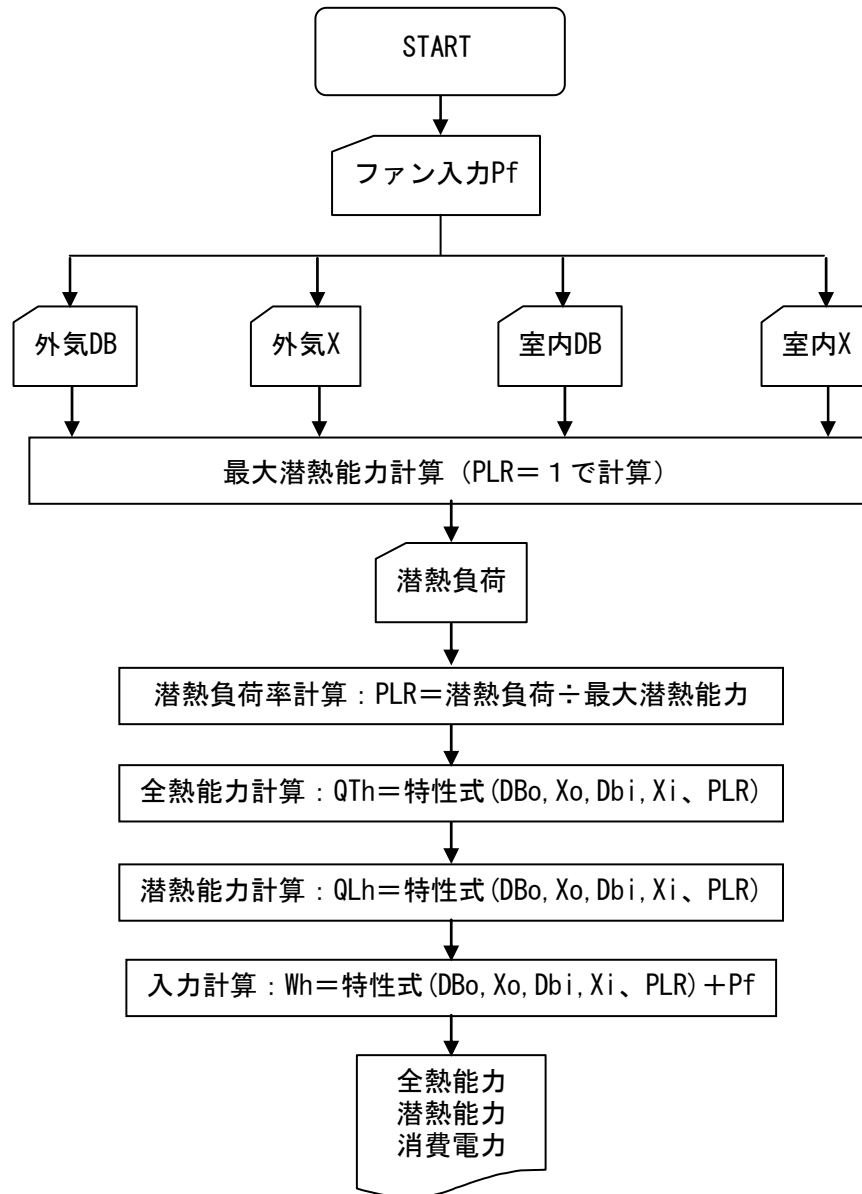 START
ファン入力Pf
外気DB
外気X
室内DB
室内X
最大潜熱能力計算（PLR＝１で計算）
潜熱負荷
潜熱負荷率計算：PLR＝潜熱負荷÷最大潜熱能力
全熱能力計算：QTh＝特性式(DBo,Xo,Dbi,Xi、PLR)
潜熱能力計算：QLh＝特性式(DBo,Xo,Dbi,Xi、PLR)
入力計算：Wh＝特性式(DBo,Xo,Dbi,Xi、PLR)＋Pf
全熱能力
潜熱能力
消費電力